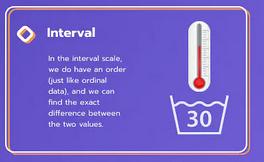 Interval
In the interval scale,
we do have an order
(just like ordinal
data), and we can
find the exact
difference between
the two values.
30